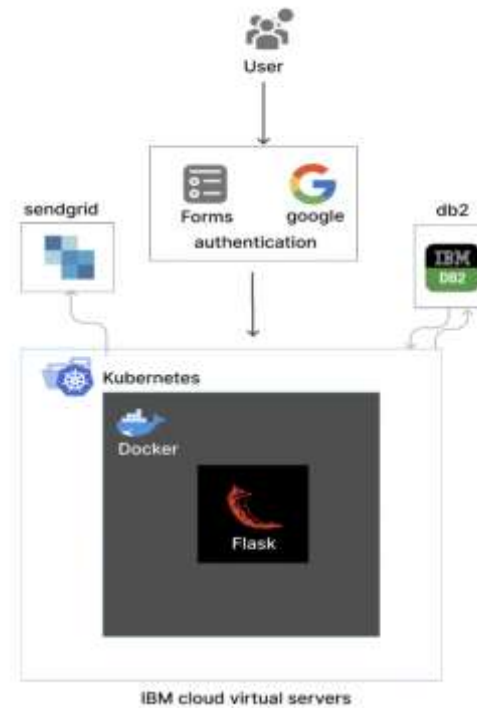 User
Forms google
authentication
sendgrid
db2
IBM
DB2
Kubernetes
Docker
Flask
IBM cloud virtual servers